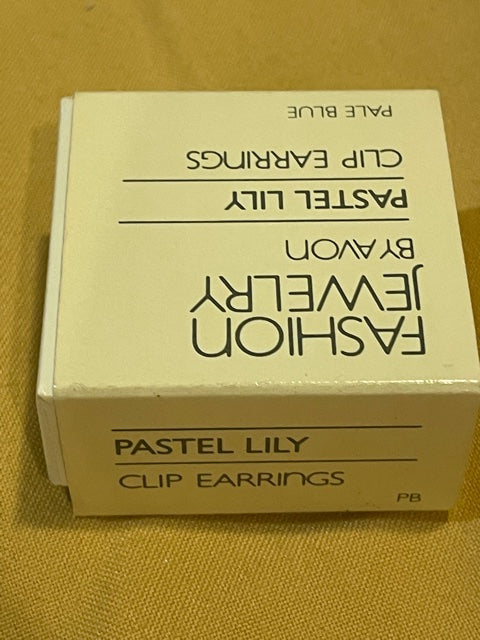 FASHION
JEWELRY
BY AVON
PASTEL LILY
CLIP EARRINGS
PALE BLUE
PASTEL LILY
CLIP EARRINGS
PB